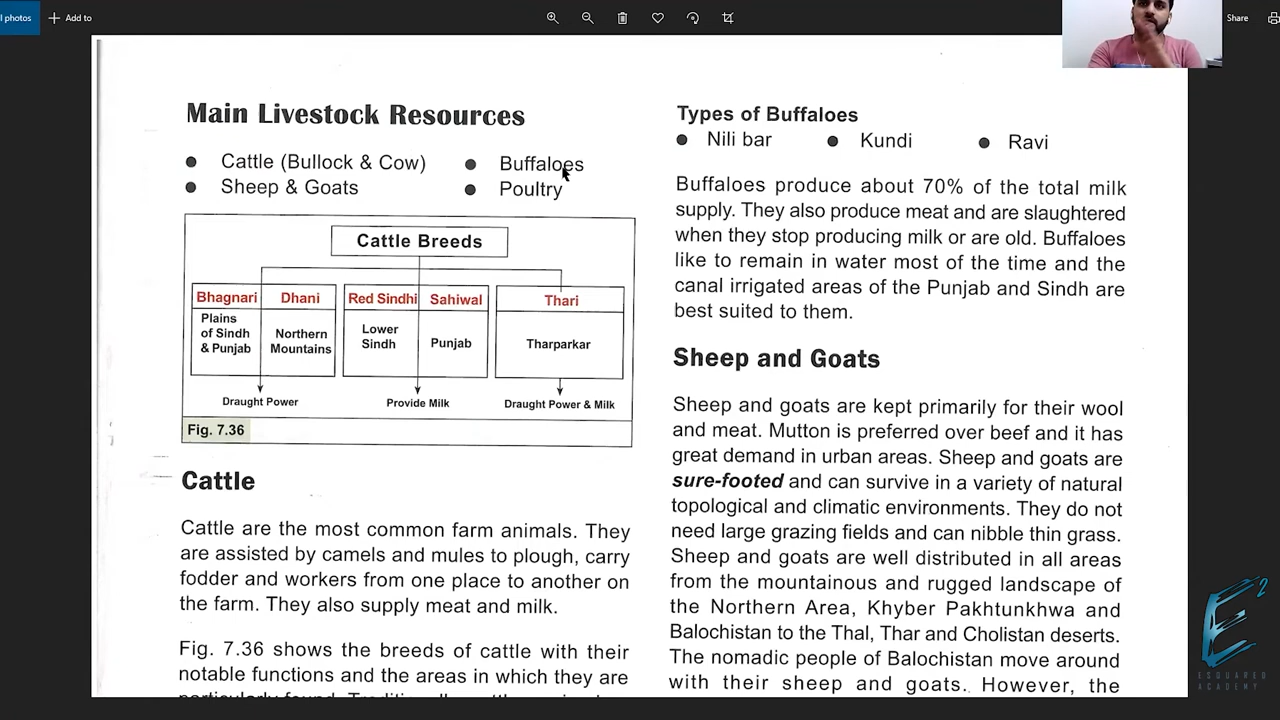 l photos
Add to
Share
Main Livestock Resources
Cattle (Bullock & Cow)
Buffaloes
Sheep & Goats
Poultry
Cattle Breeds
Bhagnari
Dhani
Red Sindhi
Sahiwal
Thari
Plains
of Sindh
& Punjab
Northern
Mountains
Lower
Sindh
Punjab
Tharparkar
Draught Power
Provide Milk
Draught Power & Milk
Fig. 7.36
Cattle
Cattle are the most common farm animals. They
are assisted by camels and mules to plough, carry
fodder and workers from one place to another on
the farm. They also supply meat and milk.
Fig. 7.36 shows the breeds of cattle with their
notable functions and the areas in which they are
Types of Buffaloes
Nili bar
Kundi
Ravi
Buffaloes produce about 70% of the total milk
supply. They also produce meat and are slaughtered
when they stop producing milk or are old. Buffaloes
like to remain in water most of the time and the
canal irrigated areas of the Punjab and Sindh are
best suited to them.
Sheep and Goats
Sheep and goats are kept primarily for their wool
and meat. Mutton is preferred over beef and it has
great demand in urban areas. Sheep and goats are
sure-footed and can survive in a variety of natural
topological and climatic environments. They do not
need large grazing fields and can nibble thin grass.
Sheep and goats are well distributed in all areas
from the mountainous and rugged landscape of
the Northern Area, Khyber Pakhtunkhwa and
Balochistan to the Thal, Thar and Cholistan deserts.
The nomadic people of Balochistan move around
with their sheep and goats. However, the
E2
ESQUARED
ACADEMY